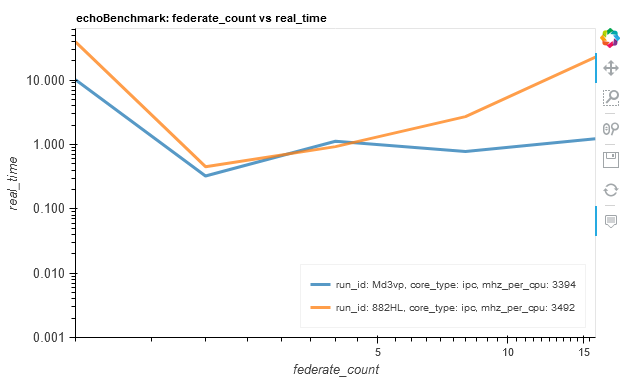 echoBenchmark: federate_count vs real_time
10.000
1.000
0.100
0.010
0.001
real_time
run_id: Md3vp, core_type: ipc, mhz_per_cpu: 3394
run_id: 882HL, core_type: ipc, mhz_per_cpu: 3492
5
10
15
federate_count